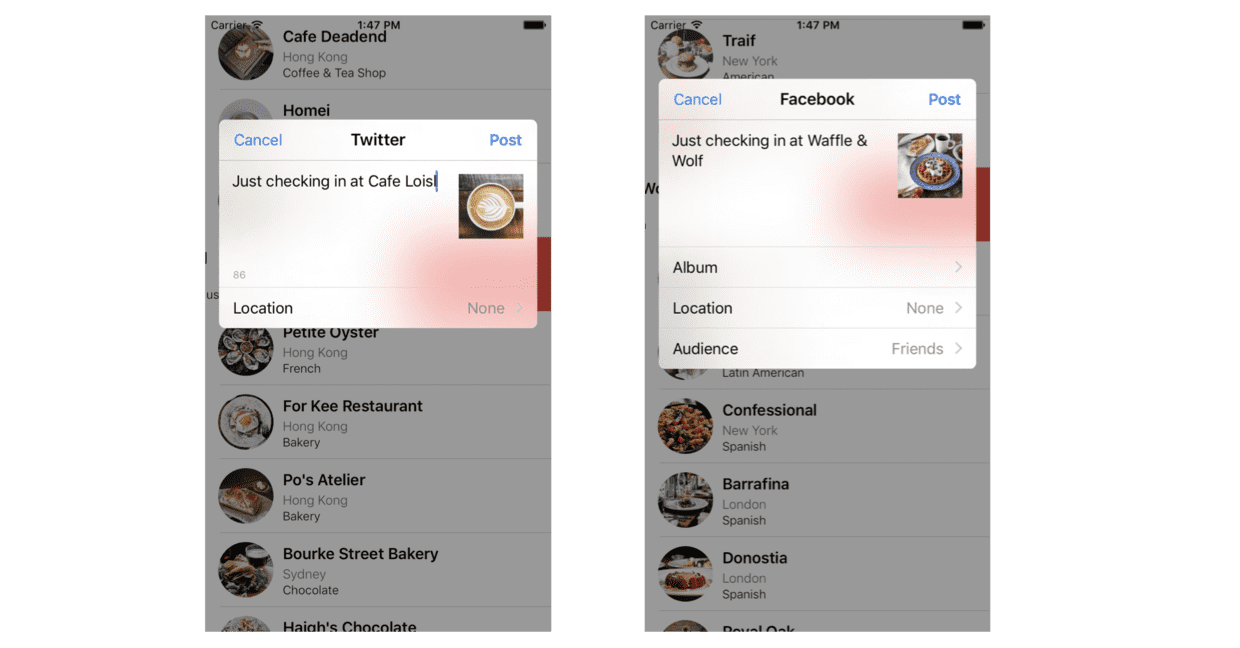 Carrier 1:47 PM
Cafe Deadend
Hong Kong
Coffee & Tea Shop
Homei
Cancel Twitter Post
Just checking in at Cafe Loisl
86
us
Location None
Petite Oyster
Hong Kong
French
For Kee Restaurant
Hong Kong
Bakery
Po's Atelier
Hong Kong
Bakery
Bourke Street Bakery
Sydney
Chocolate
Haigh's Chocolate
Carrier 1:47 PM
Traif
New York
American
Cancel Facebook Post
Just checking in at Waffle &
Wolf
Wo
Album
Location None
Audience Friends
Latin American
Confessional
New York
Spanish
Barrafina
London
Spanish
Donostia
London
Spanish
Royal Oak